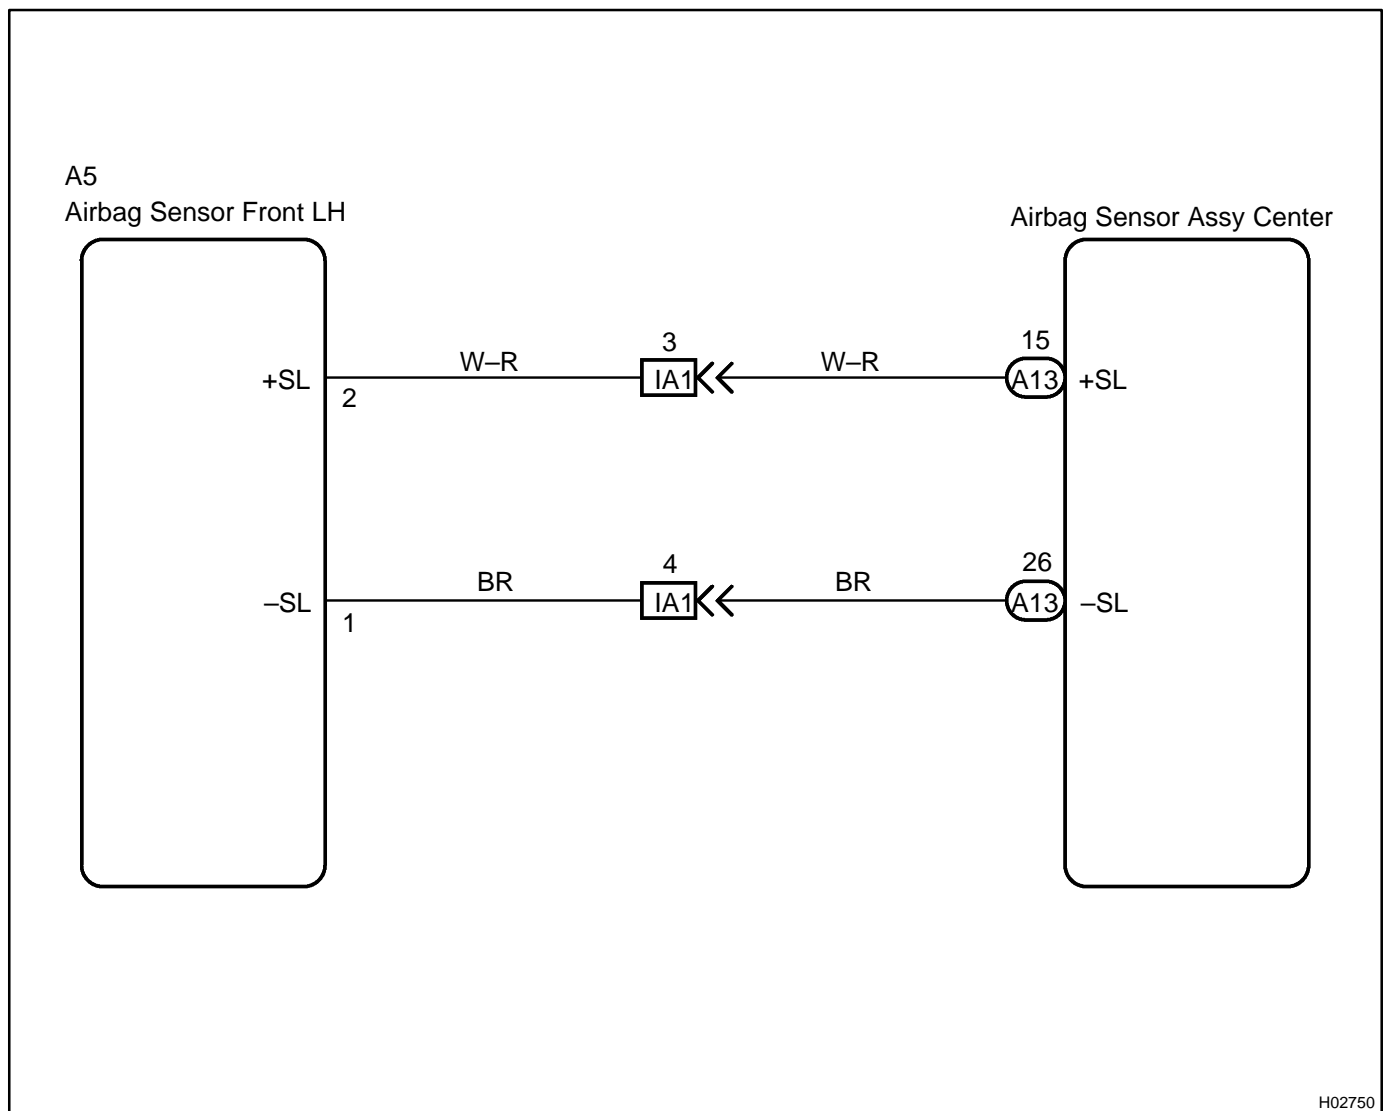 A5
Airbag Sensor Front LH
Airbag Sensor Assy Center
3
15
W–R
W–R
+SL
2
IA1
A13
+SL
4
26
BR
BR
–SL
1
IA1
A13
–SL
H02750